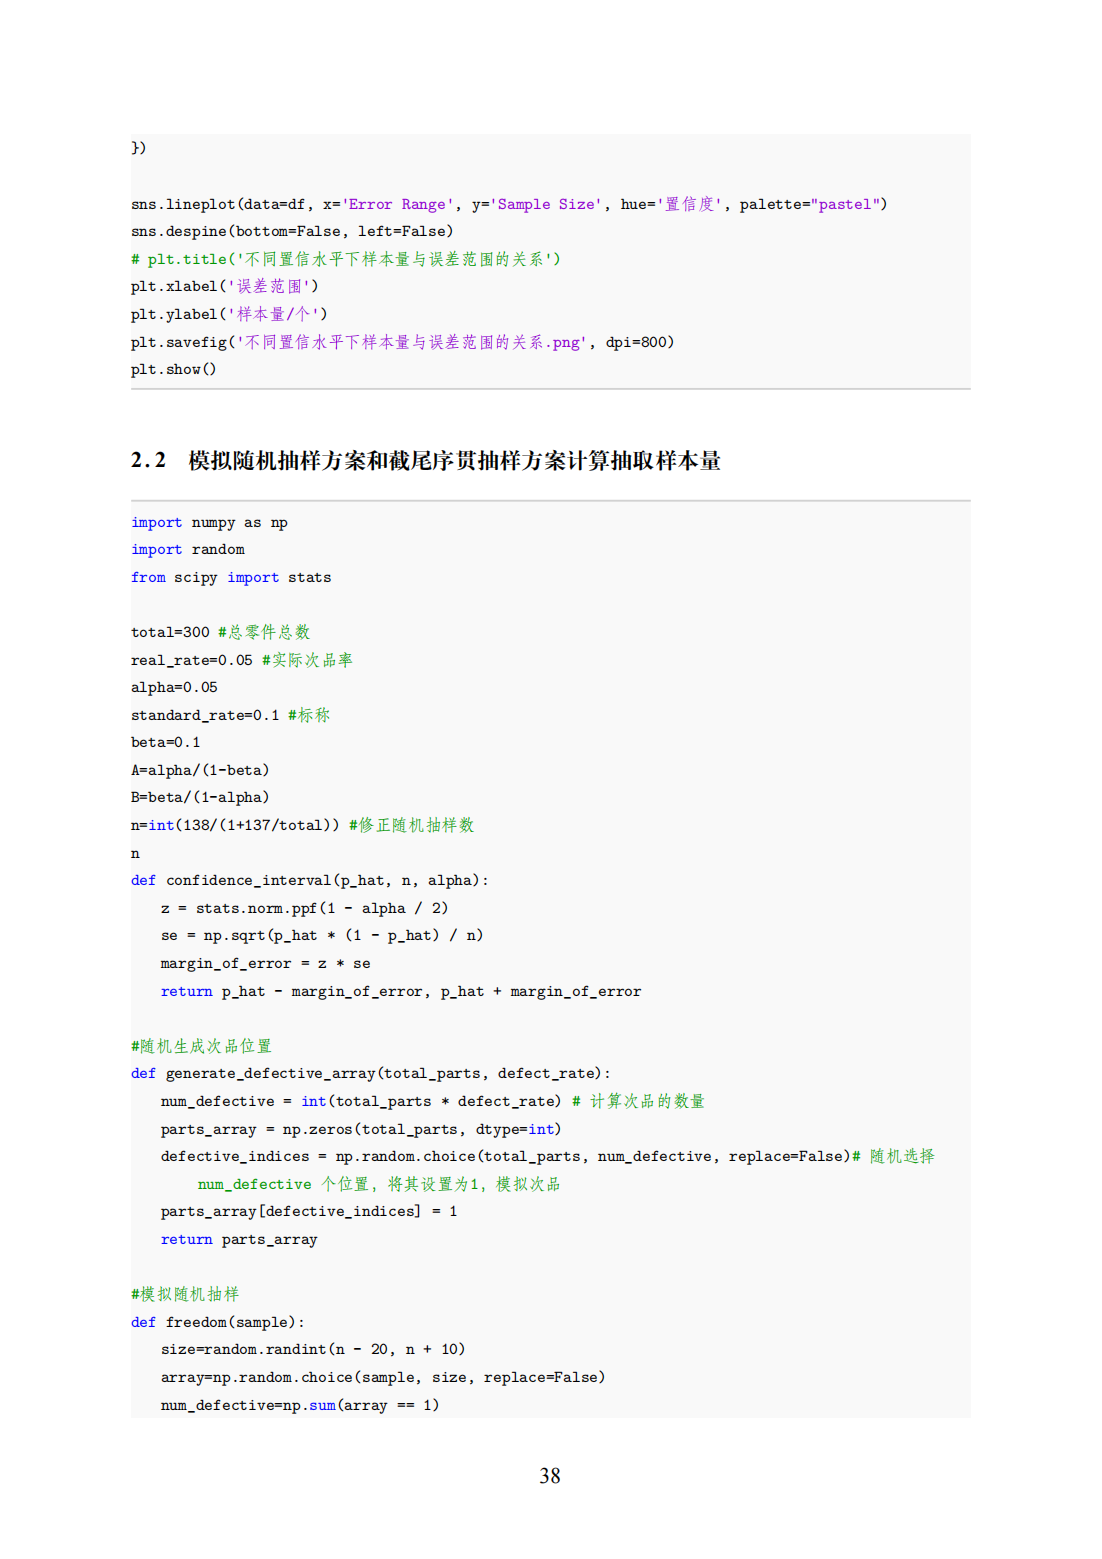 })
sns.lineplot(data=df, x='Error Range', y='Sample Size', hue='置信度', palette="pastel")
sns.despine(bottom=False, left=False)
# plt.title('不同置信水平下样本量与误差范围的关系')
plt.xlabel('误差范围')
plt.ylabel('样本量/个')
plt.savefig('不同置信水平下样本量与误差范围的关系.png', dpi=800)
plt.show()
2.2 模拟随机抽样方案和截尾序贯抽样方案计算抽取样本量
import numpy as np
import random
from scipy import stats
total=300 #总零件总数
real_rate=0.05 #实际次品率
alpha=0.05
standard_rate=0.1 #标称
beta=0.1
A=alpha/(1-beta)
B=beta/(1-alpha)
n=int(138/(1+137/total)) #修正随机抽样数
n
def confidence_interval(p_hat, n, alpha):
z = stats.norm.ppf(1 - alpha / 2)
se = np.sqrt(p_hat * (1 - p_hat) / n)
margin_of_error = z * se
return p_hat - margin_of_error, p_hat + margin_of_error
#随机生成次品位置
def generate_defective_array(total_parts, defect_rate):
num_defective = int(total_parts * defect_rate) # 计算次品的数量
parts_array = np.zeros(total_parts, dtype=int)
defective_indices = np.random.choice(total_parts, num_defective, replace=False)# 随机选择
num_defective 个位置，将其设置为1，模拟次品
parts_array[defective_indices] = 1
return parts_array
#模拟随机抽样
def freedom(sample):
size=random.randint(n - 20, n + 10)
array=np.random.choice(sample, size, replace=False)
num_defective=np.sum(array == 1)
38